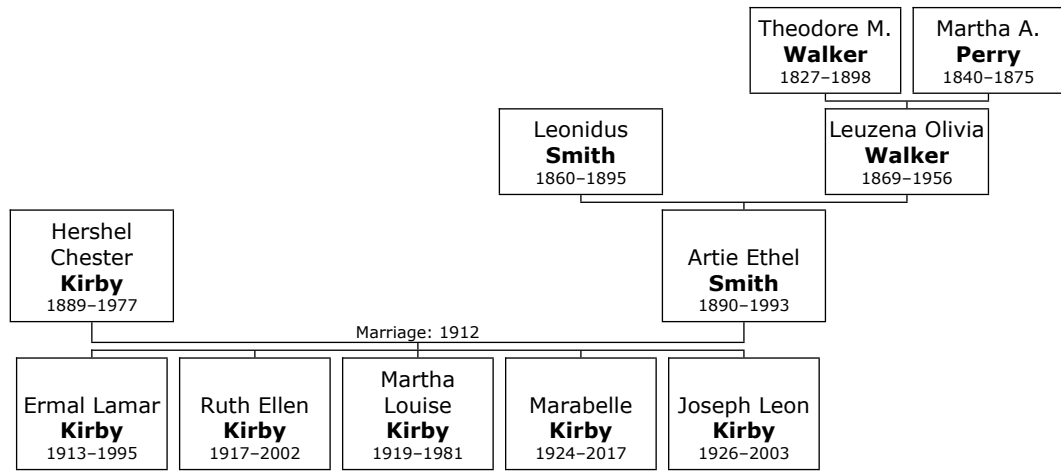 Theodore M.
Walker
1827–1898
Martha A.
Perry
1840–1875
Leonidus
Smith
1860–1895
Leuzena Olivia
Walker
1869–1956
Hershel
Chester
Kirby
1889–1977
Artie Ethel
Smith
1890–1993
Marriage: 1912
Ermal Lamar
Kirby
1913–1995
Ruth Ellen
Kirby
1917–2002
Martha
Louise
Kirby
1919–1981
Marabelle
Kirby
1924–2017
Joseph Leon
Kirby
1926–2003